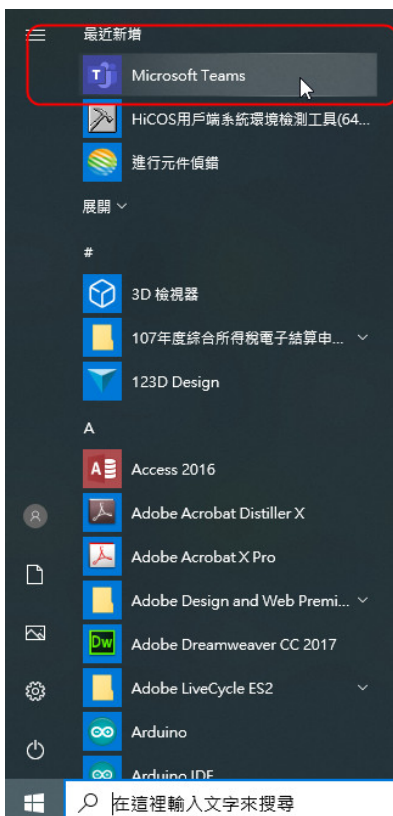 最近新增
Microsoft Teams
HiCOS用戶端系統環境檢測工具(64...
進行元件偵錯
展開
#
3D 檢視器
107年度綜合所得稅電子結算申...
123D Design
A
Access 2016
Adobe Acrobat Distiller X
Adobe Acrobat X Pro
Adobe Design and Web Premi...
Adobe Dreamweaver CC 2017
Adobe LiveCycle ES2
Arduino
Arduino IDE
在這裡輸入文字來搜尋